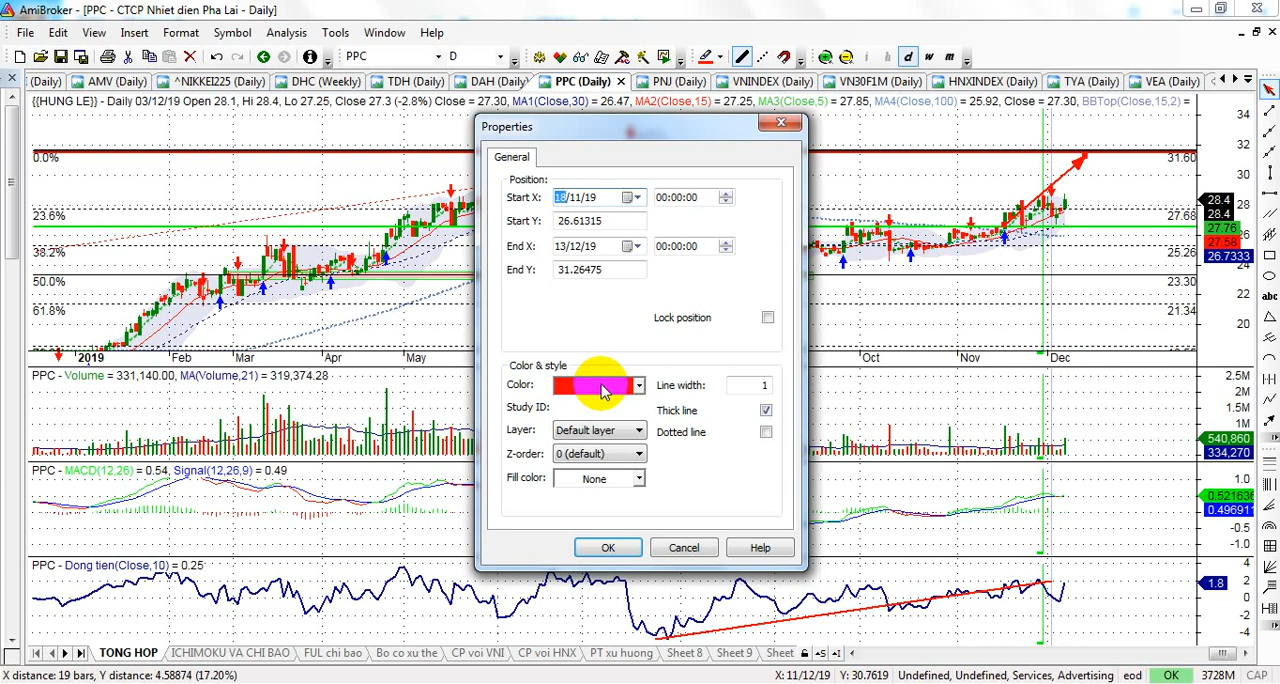 AmiBroker - [PPC - CTCP Nhiet dien Pha Lai - Daily]
File Edit View Insert Format Symbol Analysis Tools Window Help
PPC D d w m
(Daily) AMV (Daily) ^NIKKEI225 (Daily) DHC (Weekly) TDH (Daily) DAH (Daily) PPC (Daily) PNJ (Daily) VNINDEX (Daily) VN30F1M (Daily) HNXINDEX (Daily) TYA (Daily) VEA (Daily)
{{HUNG LE}} - Daily 03/12/19 Open 28.1, Hi 28.4, Lo 27.25, Close 27.3 (-2.8%) Close = 27.30, MA1(Close,30) = 26.47, MA2(Close,15) = 27.25, MA3(Close,5) = 27.85, MA4(Close,100) = 25.92, Close = 27.30, BBTop(Close,15,2) =
Properties
General
Position:
Start X: 18/11/19 00:00:00
Start Y: 26.61315
End X: 13/12/19 00:00:00
End Y: 31.26475
Lock position
Color & style
Color: Line width: 1
Study ID: Thick line
Layer: Default layer Dotted line
Z-order: 0 (default)
Fill color: None
OK Cancel Help
0.0%
23.6%
38.2%
50.0%
61.8%
34
32
31.60
30
28.4
28.4
28
27.68
27.76
27.58
26.7333
26
25.26
24
23.30
22
21.34
20
2019 Feb Mar Apr May Oct Nov Dec
PPC - Volume = 331,140.00, MA(Volume,21) = 319,374.28
2.5M
2M
1.5M
1M
540,860
334,270
PPC - MACD(12,26) = 0.54, Signal(12,26,9) = 0.49
1.0
0.521636
0.496911
-0.5
-1.0
PPC - Dong tien(Close,10) = 0.25
4
2
1.8
0
-2
-4
TONG HOP ICHIMOKU VA CHI BAO FUL chicao Bo co xu the CP voi VNI CP voi HNX PT xu huong Sheet 8 Sheet 9 Sheet
X distance: 19 bars, Y distance: 4.58874 (17.20%) X: 11/12/19 Y: 30.7619 Undefined, Undefined, Services, Advertising eod OK 3728M CAP